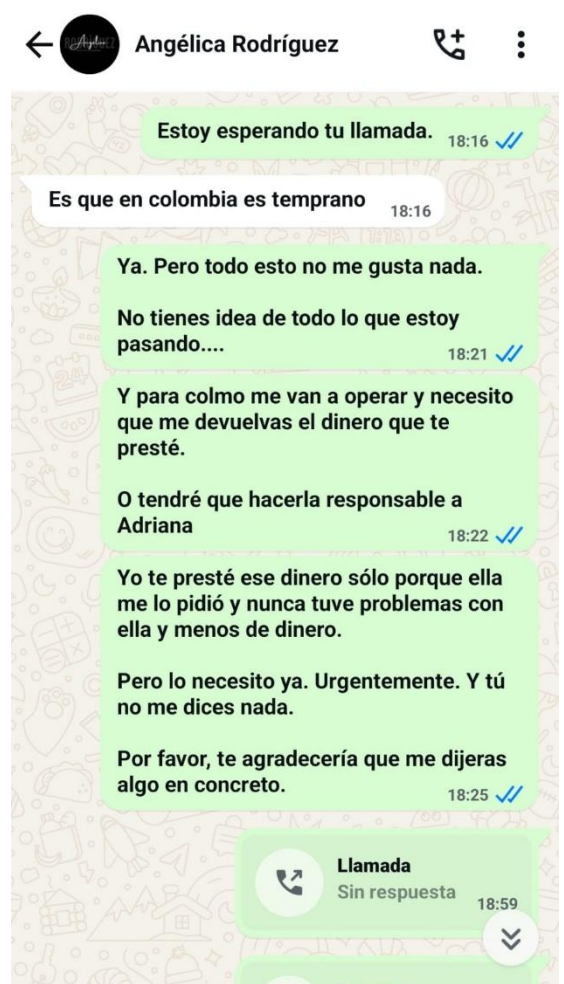 Angélica Rodríguez
Estoy esperando tu llamada. 18:16
Es que en colombia es temprano 18:16
Ya. Pero todo esto no me gusta nada.
No tienes idea de todo lo que estoy
pasando.... 18:21
Y para colmo me van a operar y necesito
que me devuelvas el dinero que te
presté.
O tendré que hacerla responsable a
Adriana 18:22
Yo te presté ese dinero sólo porque ella
me lo pidió y nunca tuve problemas con
ella y menos de dinero.
Pero lo necesito ya. Urgentemente. Y tú
no me dices nada.
Por favor, te agradecería que me dijeras
algo en concreto. 18:25
Llamada
Sin respuesta 18:59